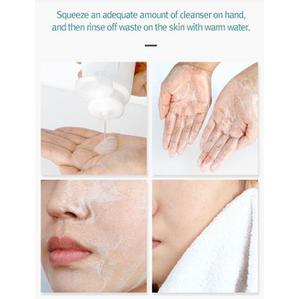 Squeeze an adequate amount of cleanser on hand,
and then rinse off waste on the skin with warm water.